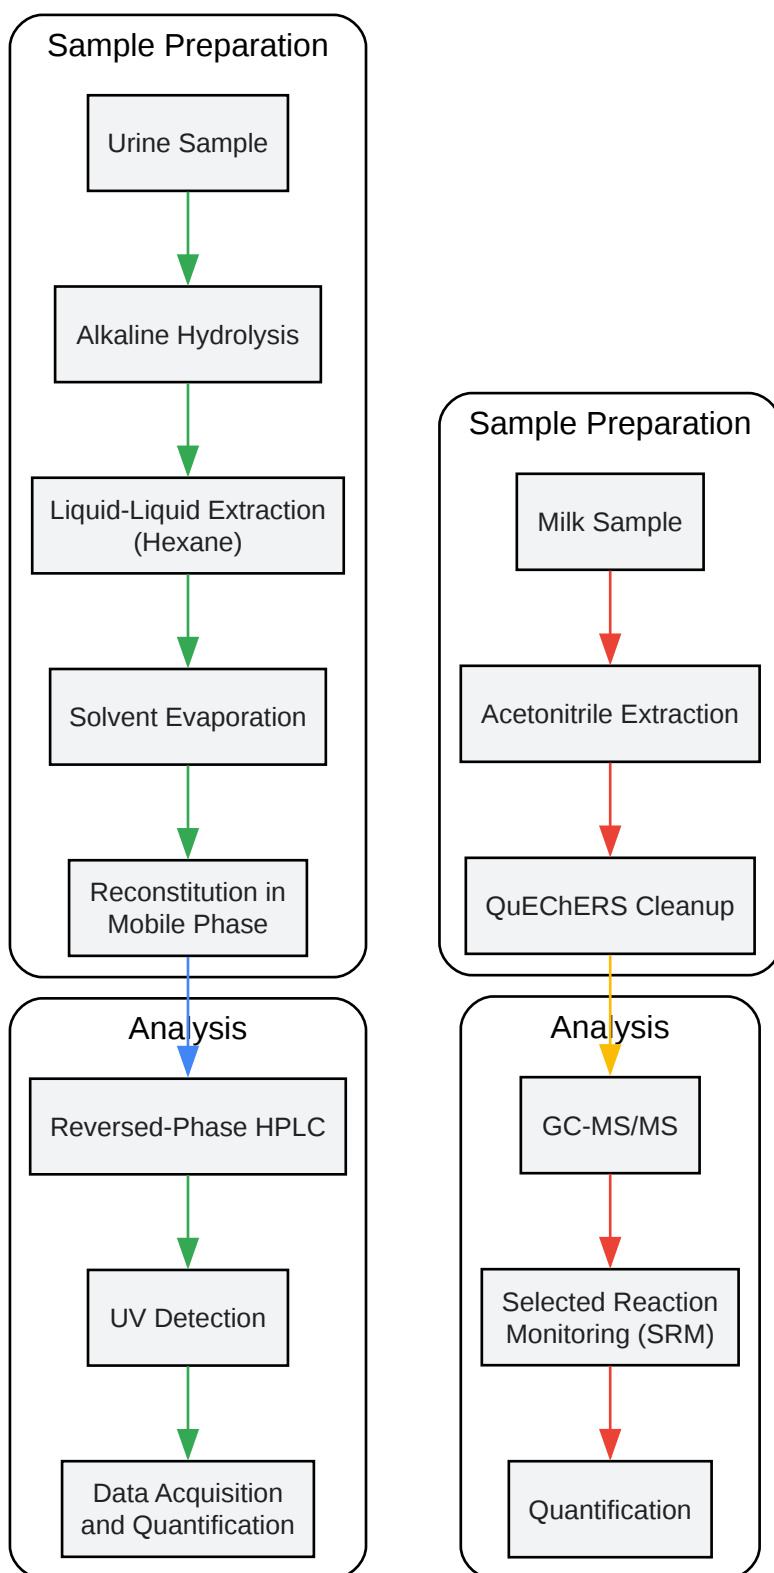 Sample Preparation
Urine Sample
Alkaline Hydrolysis
Liquid-Liquid Extraction
(Hexane)
Solvent Evaporation
Reconstitution in
Mobile Phase
Analysis
Reversed-Phase HPLC
UV Detection
Data Acquisition
and Quantification
Sample Preparation
Milk Sample
Acetonitrile Extraction
QuEChERS Cleanup
Analysis
GC-MS/MS
Selected Reaction
Monitoring (SRM)
Quantification